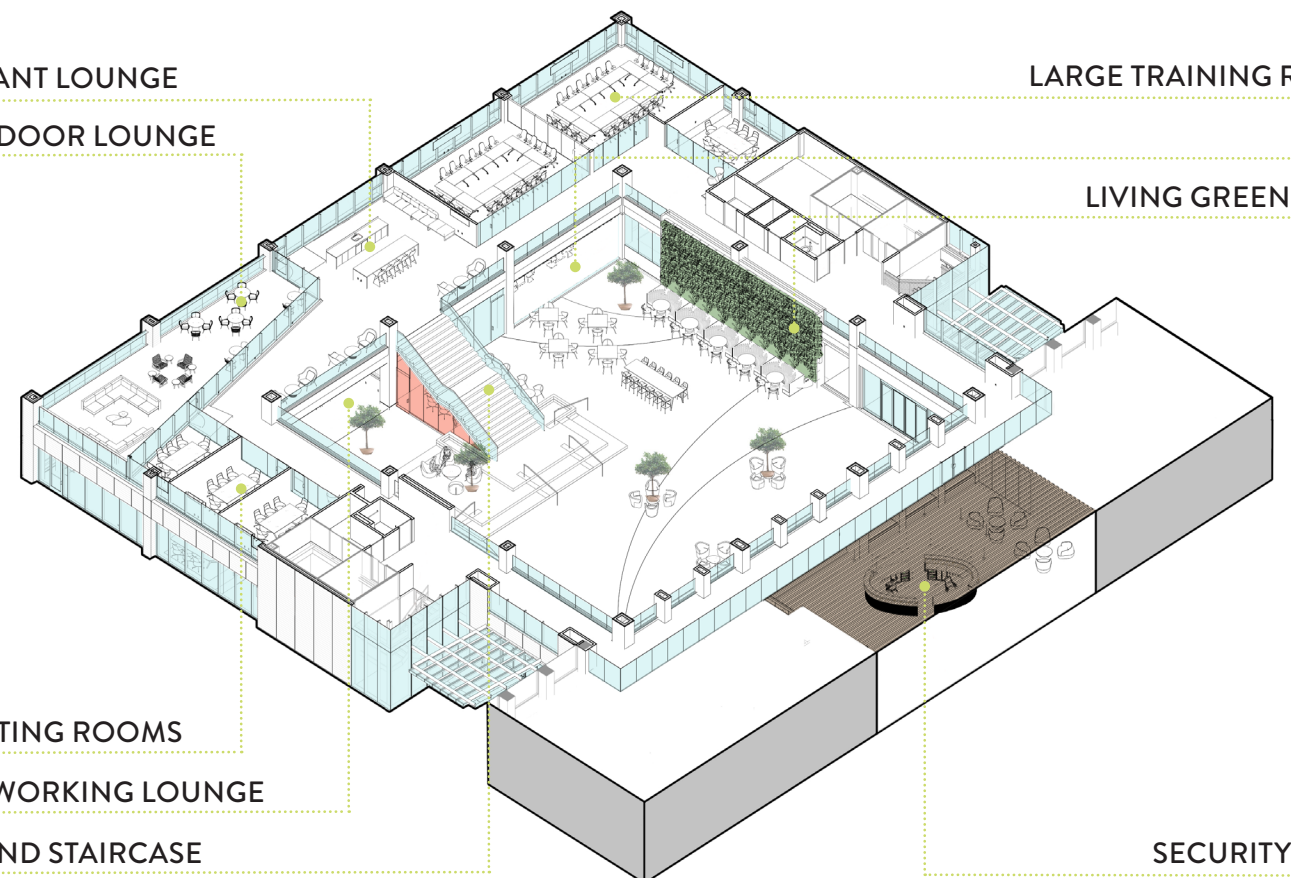 ANT LOUNGE
DOOR LOUNGE
LARGE TRAINING R
LIVING GREEN
TING ROOMS
WORKING LOUNGE
ND STAIRCASE
SECURITY